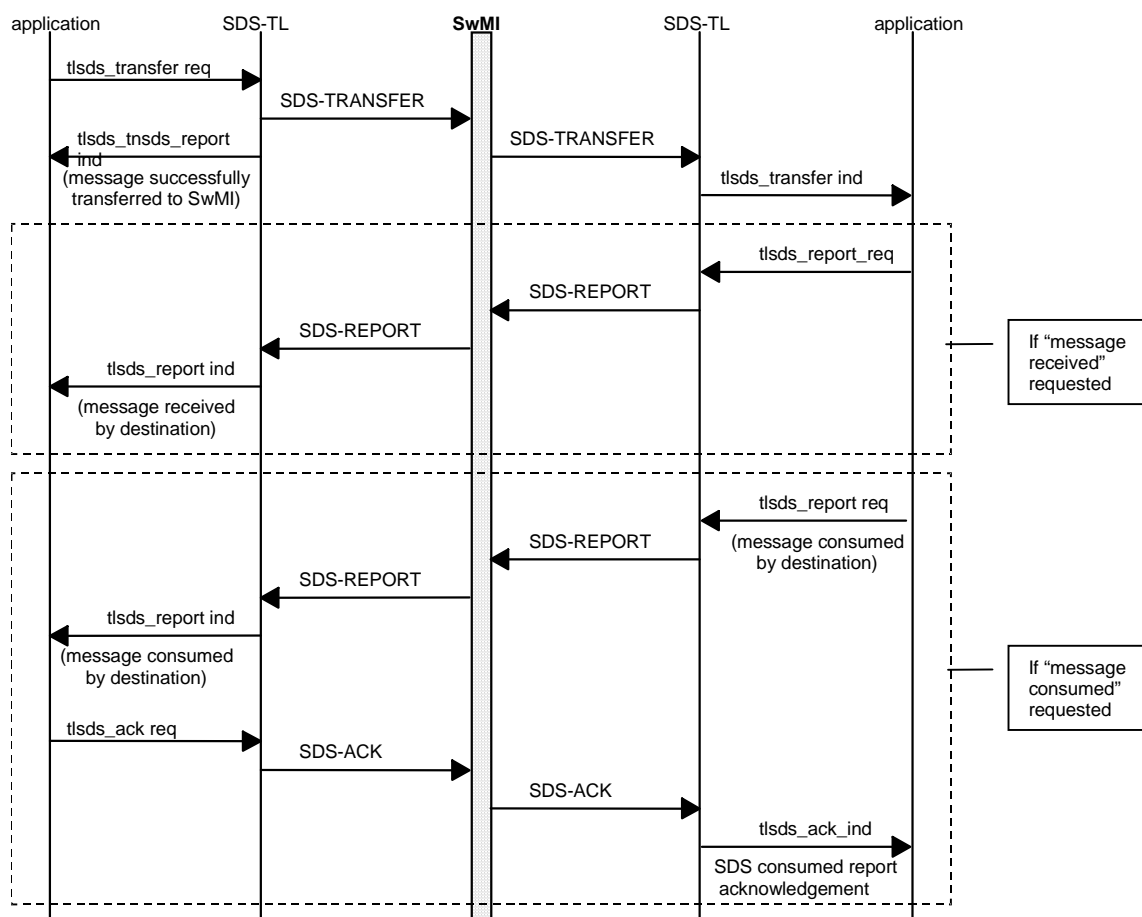 application
SDS-TL
SwMI
SDS-TL
application
tlsds_transfer req
SDS-TRANSFER
tlsds_tnsds_report
ind
(message successfully
transferred to SwMI)
SDS-TRANSFER
tlsds_transfer ind
tlsds_report_req
SDS-REPORT
SDS-REPORT
tlsds_report ind
(message received
by destination)
If “message
received”
requested
tlsds_report req
(message consumed
by destination)
SDS-REPORT
SDS-REPORT
tlsds_report ind
(message consumed
by destination)
If “message
consumed”
requested
tlsds_ack req
SDS-ACK
SDS-ACK
tlsds_ack_ind
SDS consumed report
acknowledgement